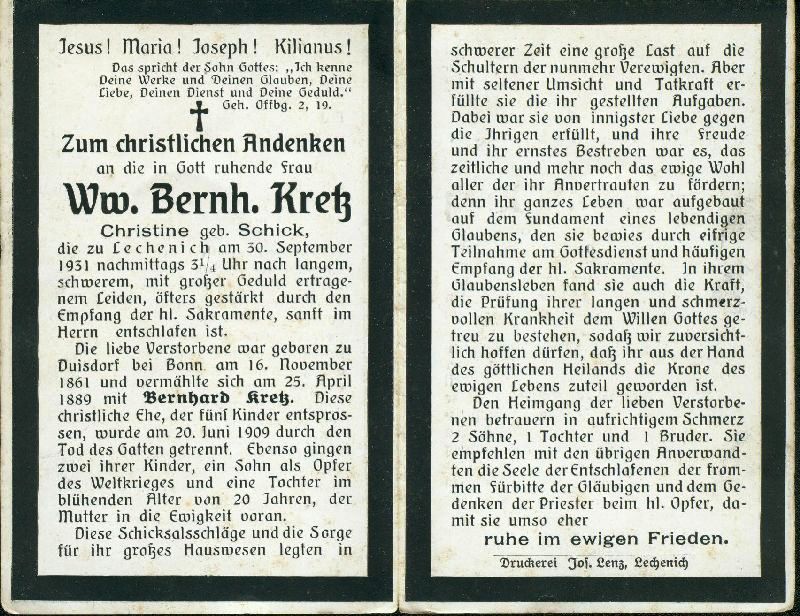 Jesus! Maria! Joseph! Kilianus!
Das spricht der Sohn Gottes: „Ich kenne
Deine Werke und Deinen Glauben, Deine
Liebe, Deinen Dienst und Deine Geduld.“
Geh. Offbg. 2, 19.
Zum christlichen Andenken
an die in Gott ruhende Frau
Ww. Bernh. Kretz
Christine geb. Schick,
die zu Lechenich am 30. September
1931 nachmittags 3¼ Uhr nach langem,
schwerem, mit großer Geduld ertrage-
nem Leiden, öfters gestärkt durch den
Empfang der hl. Sakramente, sanft im
Herrn entschlafen ist.
Die liebe Verstorbene war geboren zu
Duisdorf bei Bonn am 16. November
1861 und vermählte sich am 25. April
1889 mit Bernhard Kretz. Diese
christliche Ehe, der fünf Kinder entspros-
sen, wurde am 20. Juni 1909 durch den
Tod des Gatten getrennt. Ebenso gingen
zwei ihrer Kinder, ein Sohn als Opfer
des Weltkrieges und eine Tochter im
blühenden Alter von 20 Jahren, der
Mutter in die Ewigkeit voran.
Diese Schicksalsschläge und die Sorge
für ihr großes Hauswesen legten in
schwerer Zeit eine große Last auf die
Schultern der nunmehr Verewigten. Aber
mit seltener Umsicht und Tatkraft er-
füllte sie die ihr gestellten Aufgaben.
Dabei war sie von innigster Liebe gegen
die Ihrigen erfüllt, und ihre Freude
und ihr ernstes Bestreben war es, das
zeitliche und mehr noch das ewige Wohl
aller der ihr Anvertrauten zu fördern;
denn ihr ganzes Leben war aufgebaut
auf dem Fundament eines lebendigen
Glaubens, den sie bewies durch eifrige
Teilnahme am Gottesdienst und häufigen
Empfang der hl. Sakramente. In ihrem
Glaubensleben fand sie auch die Kraft,
die Prüfung ihrer langen und schmerz-
vollen Krankheit dem Willen Gottes ge-
treu zu bestehen, sodaß wir zuversicht-
lich hoffen dürfen, daß ihr aus der Hand
des göttlichen Heilands die Krone des
ewigen Lebens zuteil geworden ist.
Den Heimgang der lieben Verstorbe-
nen betrauern in aufrichtigem Schmerz
2 Söhne, 1 Tochter und 1 Bruder. Sie
empfehlen mit den übrigen Anverwand-
ten die Seele der Entschlafenen der from-
men Fürbitte der Gläubigen und dem Ge-
denken der Priester beim hl. Opfer, da-
mit sie umso eher
ruhe im ewigen Frieden.
Druckerei Jos. Lenz, Lechenich